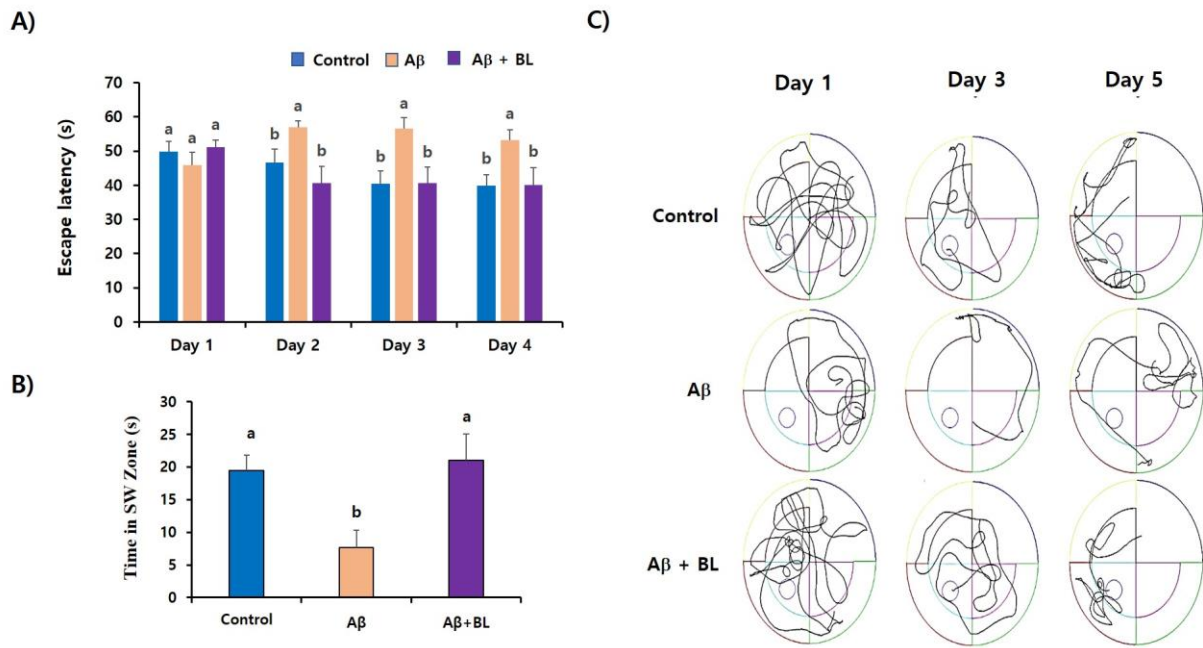 A)
Control Aβ Aβ + BL
Escape latency (s)
70
60
50
40
30
20
10
0
a a a
b a b
b a b
b a b
Day 1 Day 2 Day 3 Day 4
B)
Time in SW Zone (s)
30
25
20
15
10
5
0
a b a
Control Aβ Aβ+BL
C)
Day 1 Day 3 Day 5
Control
Aβ
Aβ + BL